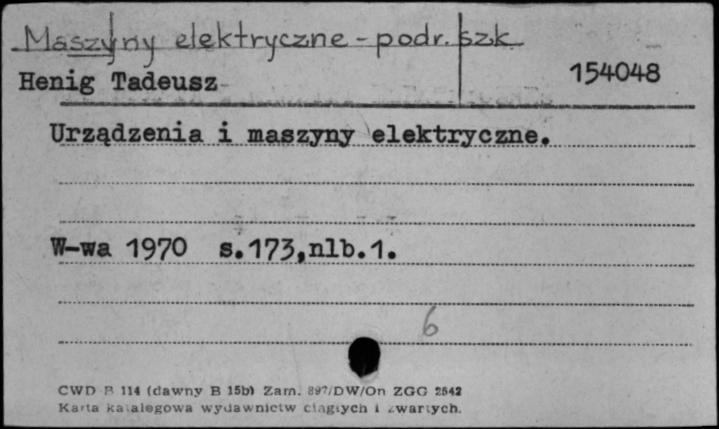 Maszyny elektryczne - podr. szk.
Henig Tadeusz
154048
Urządzenia i maszyny elektryczne.
W-wa 1970 s.173,nlb.1.
6
CWD B 114 (dawny B 15b) Zam. 897/DW/On ZGG 2542
Karta katalogowa wydawnictw ciągłych i zwartych.